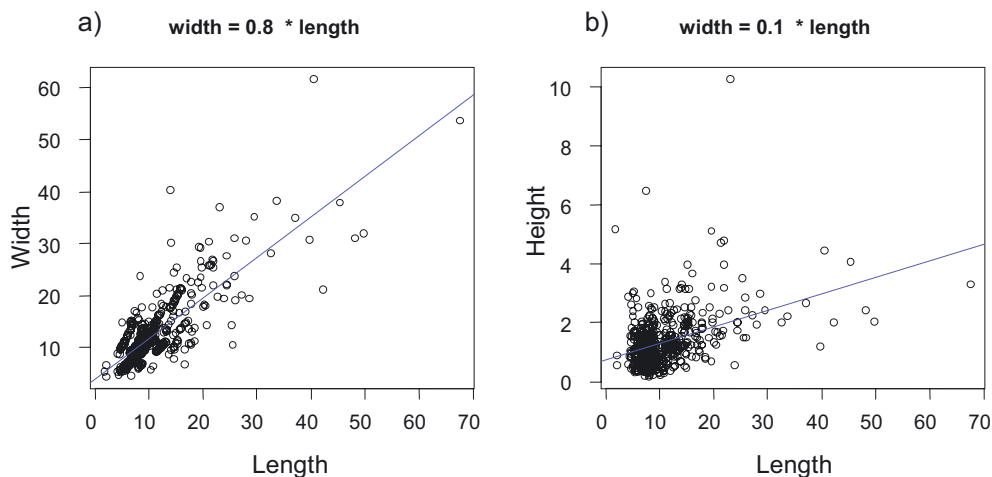 a)
width = 0.8 * length
60
50
40
30
20
10
Width
0 10 20 30 40 50 60 70
Length
b)
width = 0.1 * length
10
8
6
4
2
0
Height
0 10 20 30 40 50 60 70
Length